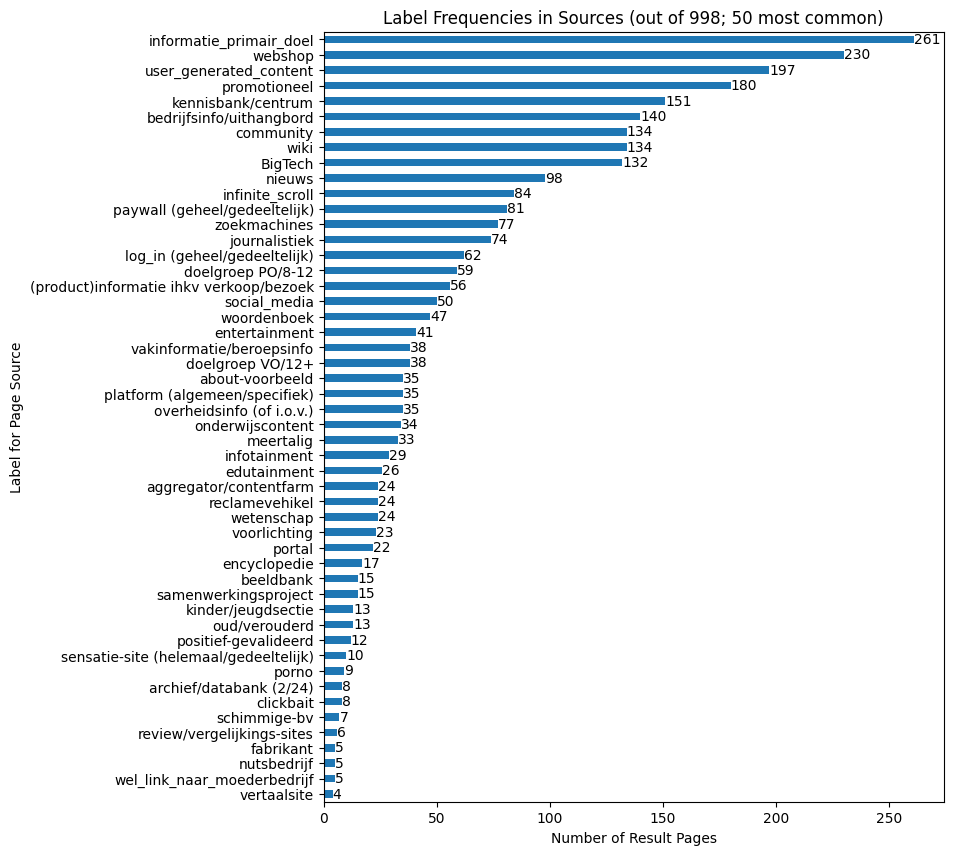 Label Frequencies in Sources (out of 998; 50 most common)
informatie_primair_doel 261
webshop 230
user_generated_content 197
promotioneel 180
kennisbank/centrum 151
bedrijfsinfo/uithangbord 140
community 134
wiki 134
BigTech 132
nieuws 98
infinite_scroll 84
paywall (geheel/gedeeltelijk) 81
zoekmachines 77
journalistiek 74
log_in (geheel/gedeeltelijk) 62
doelgroep PO/8-12 59
(product)informatie ihkv verkoop/bezoek 56
social_media 50
woordenboek 47
entertainment 41
vakinformatie/beroepsinfo 38
doelgroep VO/12+ 38
about-voorbeeld 35
platform (algemeen/specifiek) 35
overheidsinfo (of i.o.v.) 35
onderwijscontent 34
meertalig 33
infotainment 29
edutainment 26
aggregator/contentfarm 24
reclamevehikel 24
wetenschap 24
voorlichting 23
portal 22
encyclopedie 17
beeldbank 15
samenwerkingsproject 15
kinder/jeugdsectie 13
oud/verouderd 13
positief-gevalideerd 12
sensatie-site (helemaal/gedeeltelijk) 10
porno 9
archief/databank (2/24) 8
clickbait 8
schimmige-bv 7
review/vergelijkings-sites 6
fabrikant 5
nutsbedrijf 5
wel_link_naar_moederbedrijf 5
vertaalsite 4
0 50 100 150 200 250
Number of Result Pages
Label for Page Source